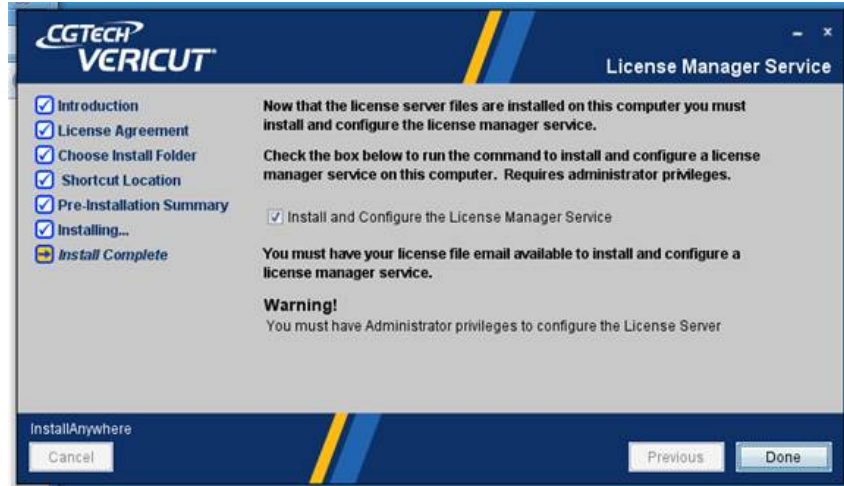 CGTECH
VERICUT
License Manager Service
Introduction
License Agreement
Choose Install Folder
Shortcut Location
Pre-Installation Summary
Installing...
Install Complete
Now that the license server files are installed on this computer you must
install and configure the license manager service.
Check the box below to run the command to install and configure a license
manager service on this computer. Requires administrator privileges.
Install and Configure the License Manager Service
You must have your license file email available to install and configure a
license manager service.
Warning!
You must have Administrator privileges to configure the License Server
InstallAnywhere
Cancel
Previous
Done